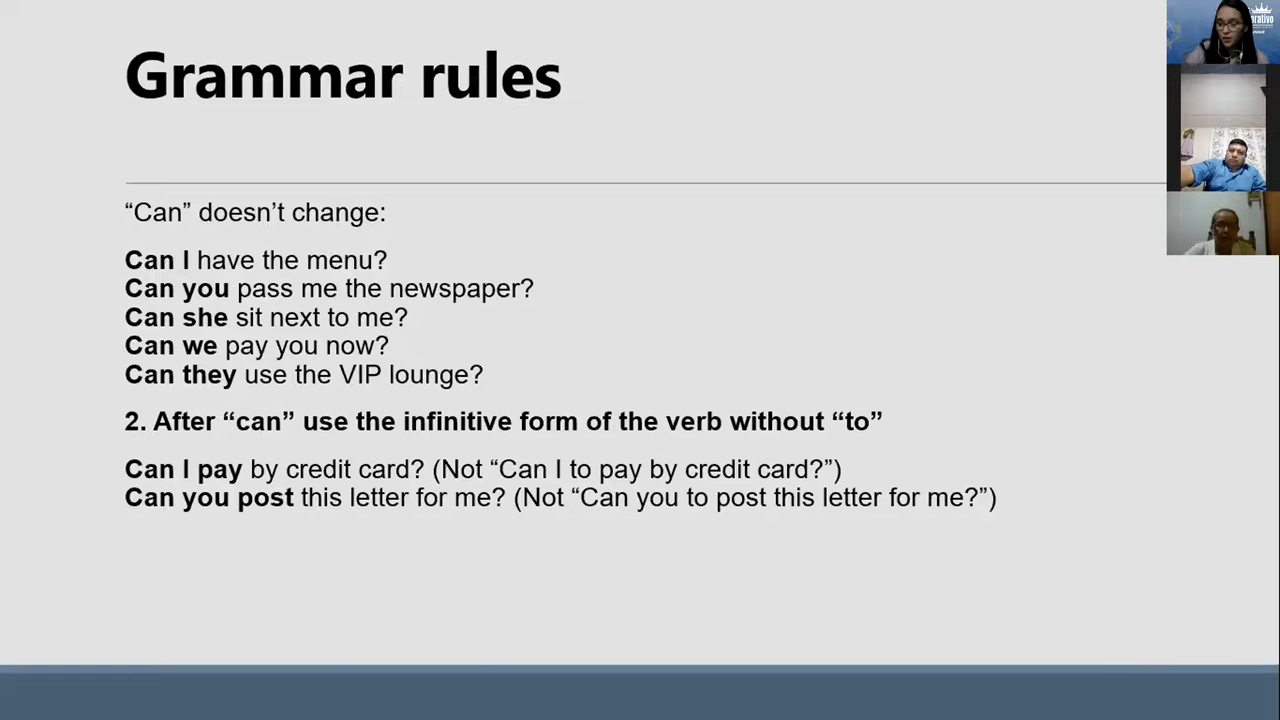 Grammar rules
“Can” doesn’t change:
Can I have the menu?
Can you pass me the newspaper?
Can she sit next to me?
Can we pay you now?
Can they use the VIP lounge?
2. After “can” use the infinitive form of the verb without “to”
Can I pay by credit card? (Not “Can I to pay by credit card?”)
Can you post this letter for me? (Not “Can you to post this letter for me?”)